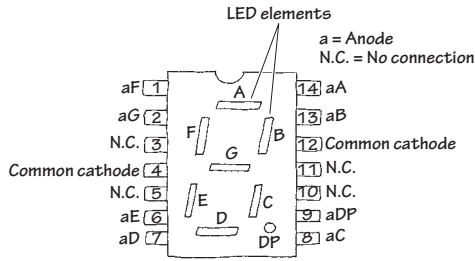 LED elements
a = Anode
N.C. = No connection
aF 1 A 14 aA
aG 2 13 aB
F B
N.C. 3 12 Common cathode
G
Common cathode 4 11 N.C.
N.C. 5 10 N.C.
E C
aE 6 D 9 aDP
aD 7 DP 8 aC